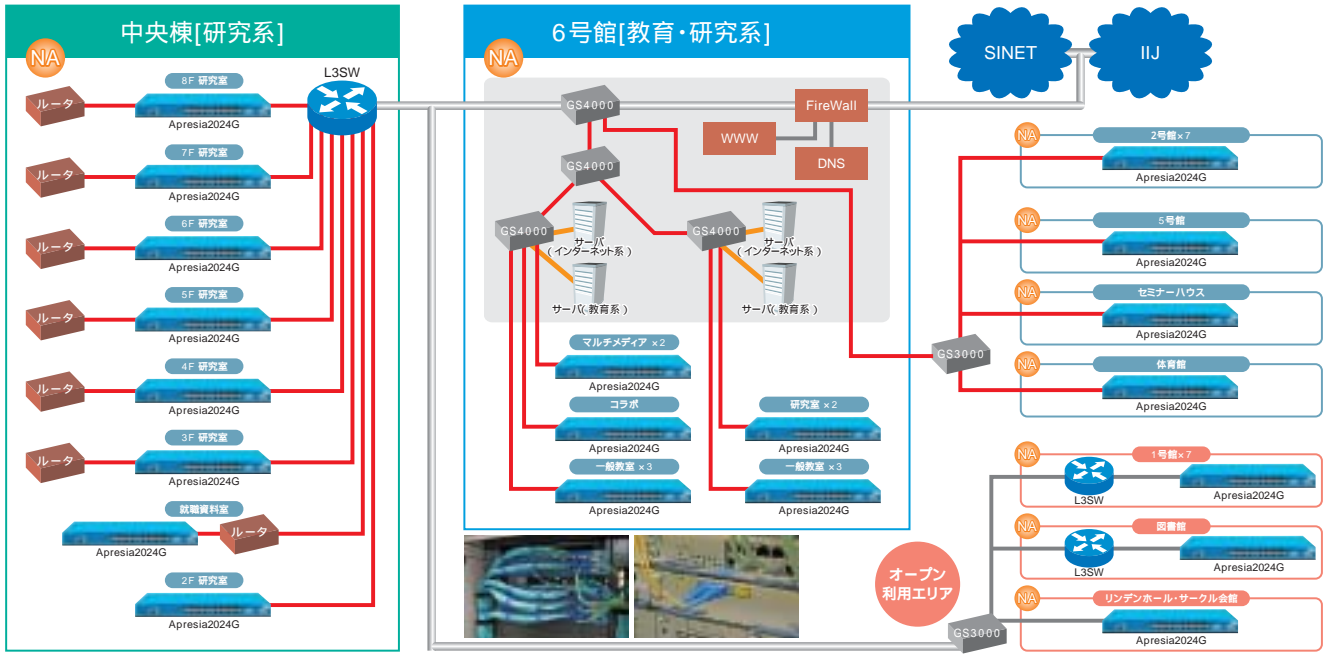 中央棟[研究系]
NA
L3SW
8F 研究室
ルータ
Apresia2024G
7F 研究室
ルータ
Apresia2024G
6F 研究室
ルータ
Apresia2024G
5F 研究室
ルータ
Apresia2024G
4F 研究室
ルータ
Apresia2024G
3F 研究室
ルータ
Apresia2024G
就職資料室
ルータ
Apresia2024G
2F 研究室
Apresia2024G
6号館[教育・研究系]
NA
GS4000
FireWall
WWW
DNS
GS4000
GS4000
サーバ
(インターネット系)
サーバ(教育系)
GS4000
サーバ
(インターネット系)
サーバ(教育系)
マルチメディア ×2
Apresia2024G
コラボ
Apresia2024G
一般教室 ×3
Apresia2024G
研究室 ×2
Apresia2024G
一般教室 ×3
Apresia2024G
SINET
IIJ
GS3000
NA
2号館×7
Apresia2024G
NA
5号館
Apresia2024G
NA
セミナーハウス
Apresia2024G
NA
体育館
Apresia2024G
オープン
利用エリア
GS3000
NA
1号館×7
L3SW
Apresia2024G
NA
図書館
L3SW
Apresia2024G
NA
リンデンホール・サークル会館
Apresia2024G